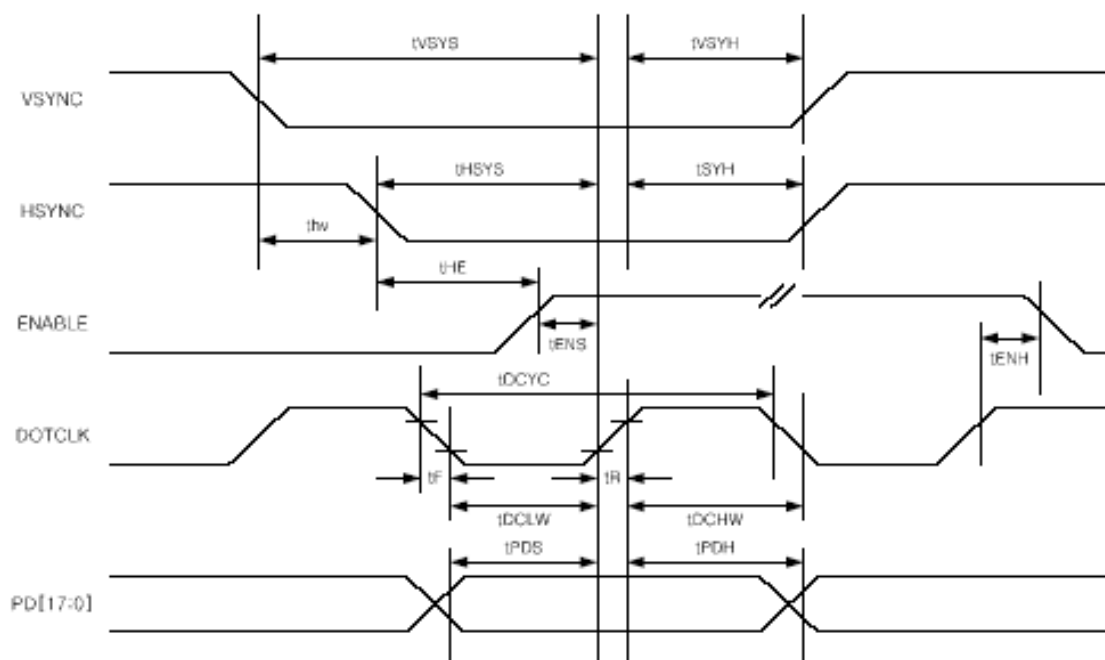 tVSYS
tVSYH
VSYNC
tHSYS
tSYH
HSYNC
thv
tHE
ENABLE
tENS
tENH
tDCYC
DOTCLK
tF
tR
tDCLW
tDCHW
tPDS
tPDH
PD[17:0]